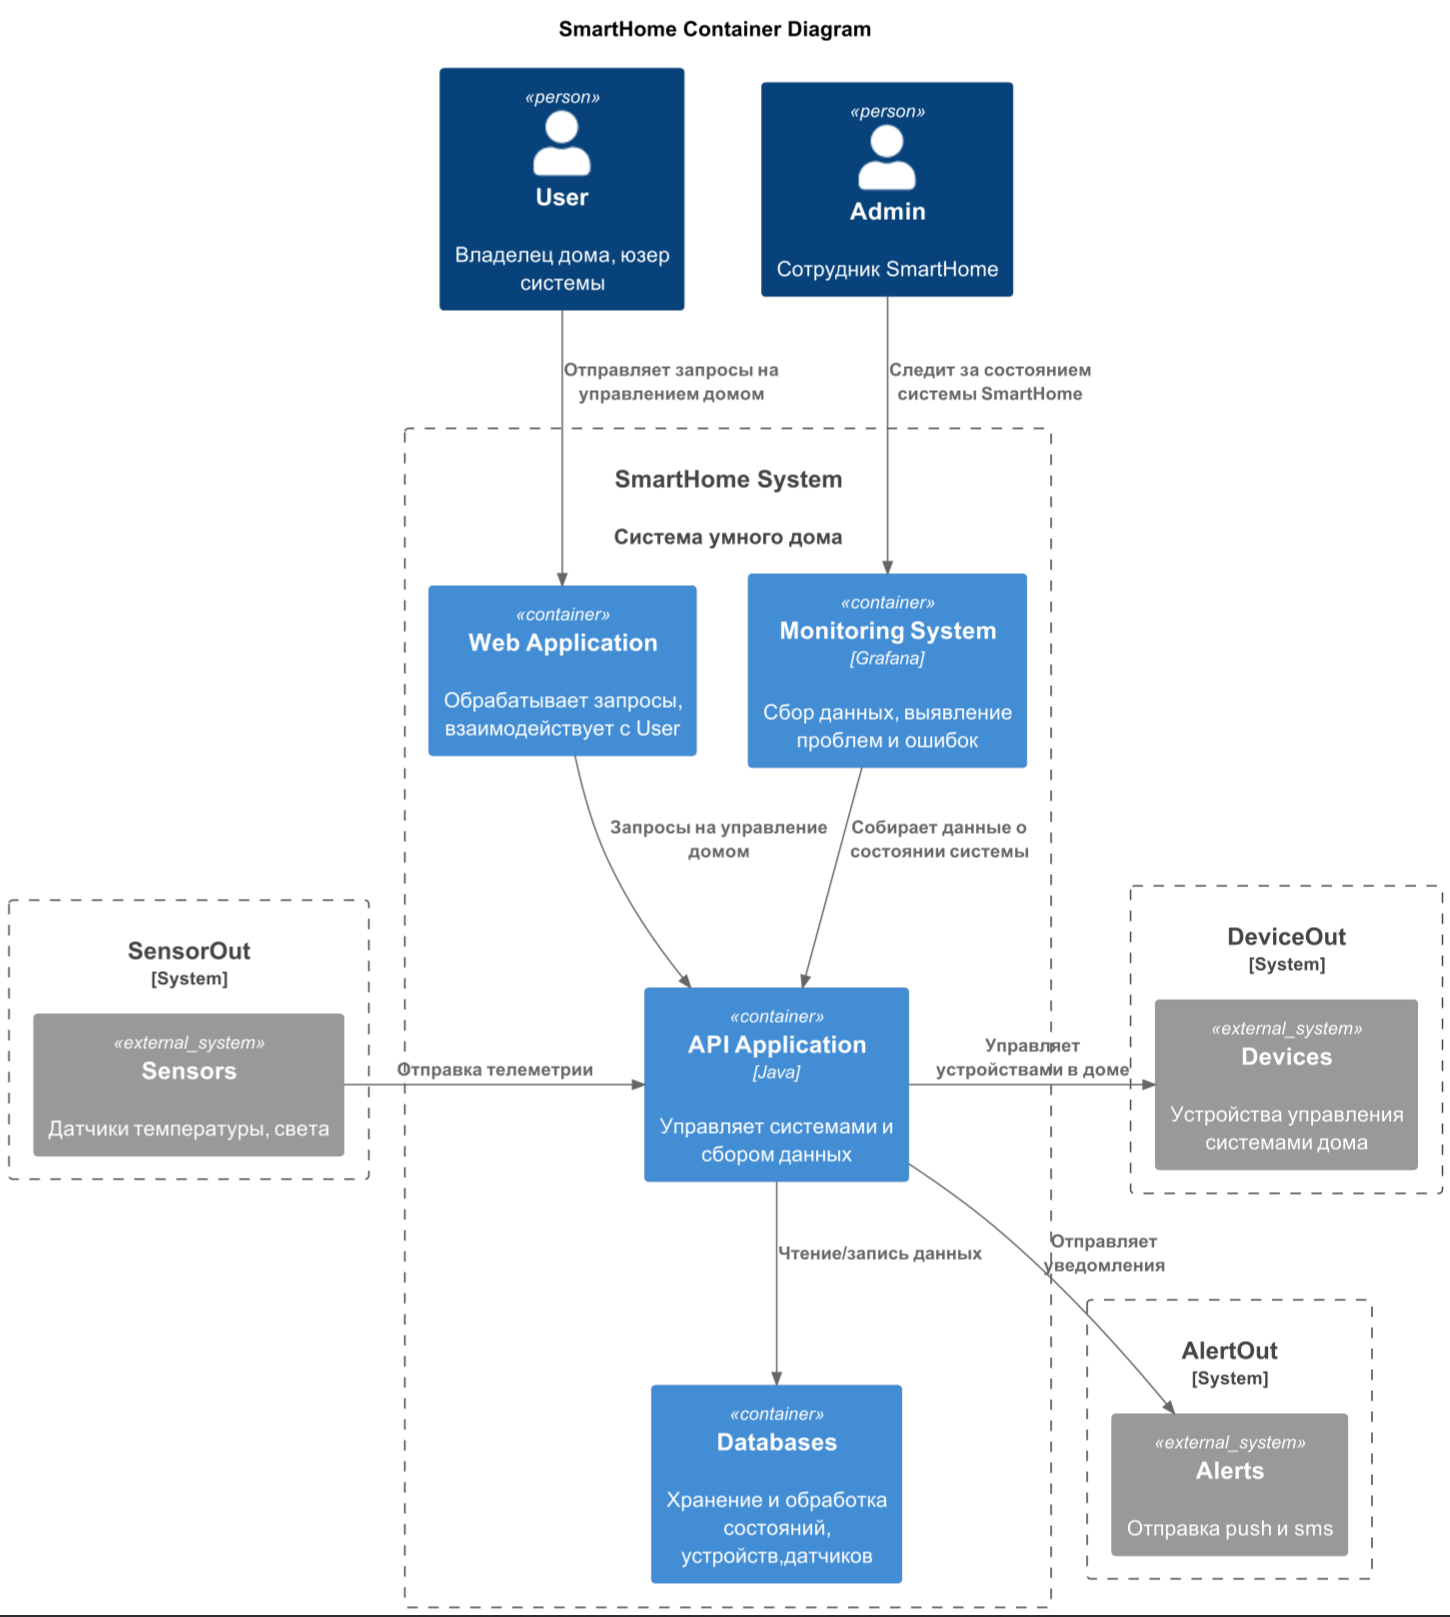 SmartHome Container Diagram
«person»
User
Владелец дома, юзер
системы
«person»
Admin
Сотрудник SmartHome
Отправляет запросы на
управлением домом
Следит за состоянием
системы SmartHome
SmartHome System
Система умного дома
«container»
Web Application
Обрабатывает запросы,
взаимодействует с User
«container»
Monitoring System
[Grafana]
Сбор данных, выявление
проблем и ошибок
Запросы на управление
домом
Собирает данные о
состоянии системы
SensorOut
[System]
«external_system»
Sensors
Датчики температуры, света
Отправка телеметрии
«container»
API Application
[Java]
Управляет системами и
сбором данных
Управляет
устройствами в доме
DeviceOut
[System]
«external_system»
Devices
Устройства управления
системами дома
Чтение/запись данных
Отправляет
уведомления
«container»
Databases
Хранение и обработка
состояний,
устройств,датчиков
AlertOut
[System]
«external_system»
Alerts
Отправка push и sms